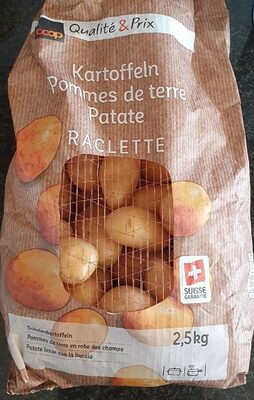 coop Qualité & Prix
Kartoffeln
Pommes de terre
Patate
RACLETTE
SUISSE
GARANTIE
Schalenkartoffeln
Pommes de terre en robe des champs
Patate lesse con la buccia
2,5kg